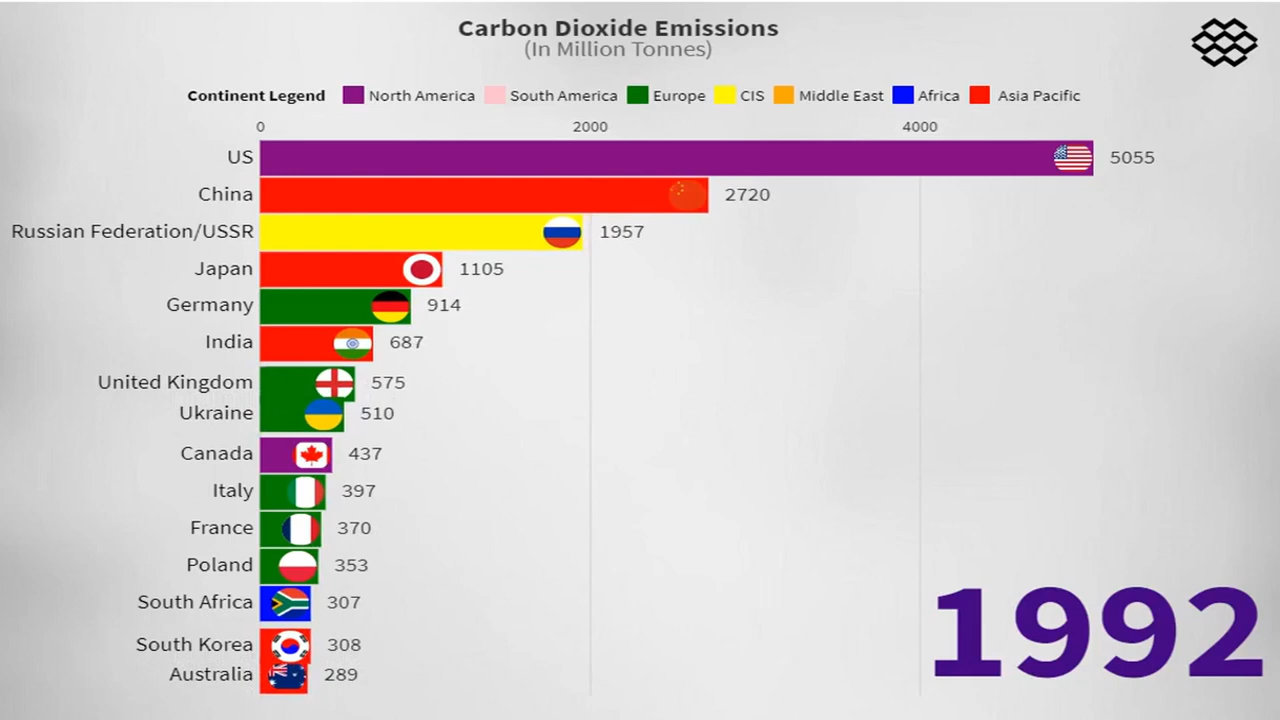 Carbon Dioxide Emissions
(In Million Tonnes)
Continent Legend North America South America Europe CIS Middle East Africa Asia Pacific
0 2000 4000
US 5055
China 2720
Russian Federation/USSR 1957
Japan 1105
Germany 914
India 687
United Kingdom 575
Ukraine 510
Canada 437
Italy 397
France 370
Poland 353
South Africa 307
South Korea 308
Australia 289
1992